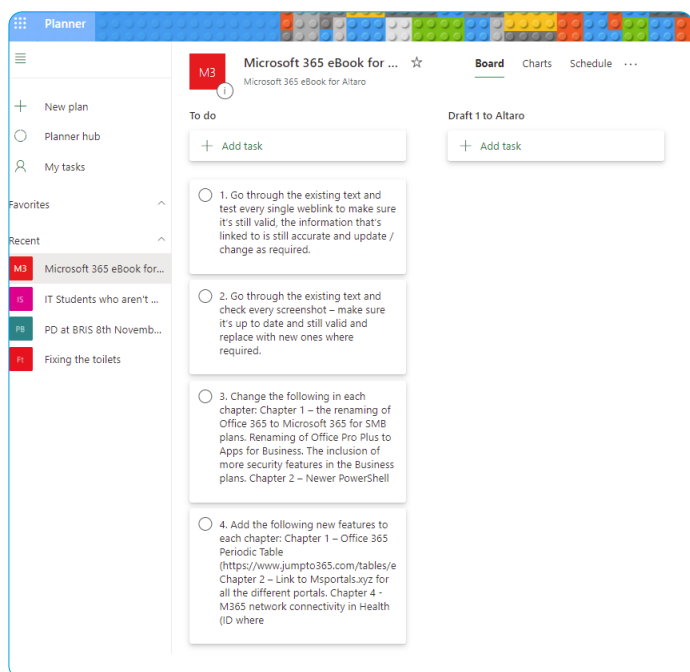 Planner
M3
Microsoft 365 eBook for ...
Microsoft 365 eBook for Altaro
Board
Charts
Schedule
New plan
Planner hub
My tasks
Favorites
Recent
M3
Microsoft 365 eBook for...
IS
IT Students who aren't ...
PB
PD at BRIS 8th Novemb...
Ft
Fixing the toilets
To do
Add task
1. Go through the existing text and
test every single weblink to make sure
it's still valid, the information that's
linked to is still accurate and update /
change as required.
2. Go through the existing text and
check every screenshot – make sure
it's up to date and still valid and
replace with new ones where
required.
3. Change the following in each
chapter: Chapter 1 – the renaming of
Office 365 to Microsoft 365 for SMB
plans. Renaming of Office Pro Plus to
Apps for Business. The inclusion of
more security features in the Business
plans. Chapter 2 – Newer PowerShell
4. Add the following new features to
each chapter: Chapter 1 – Office 365
Periodic Table
(https://www.jumpto365.com/tables/e
Chapter 2 – Link to Msportals.xyz for
all the different portals. Chapter 4 -
M365 network connectivity in Health
(ID where
Draft 1 to Altaro
Add task